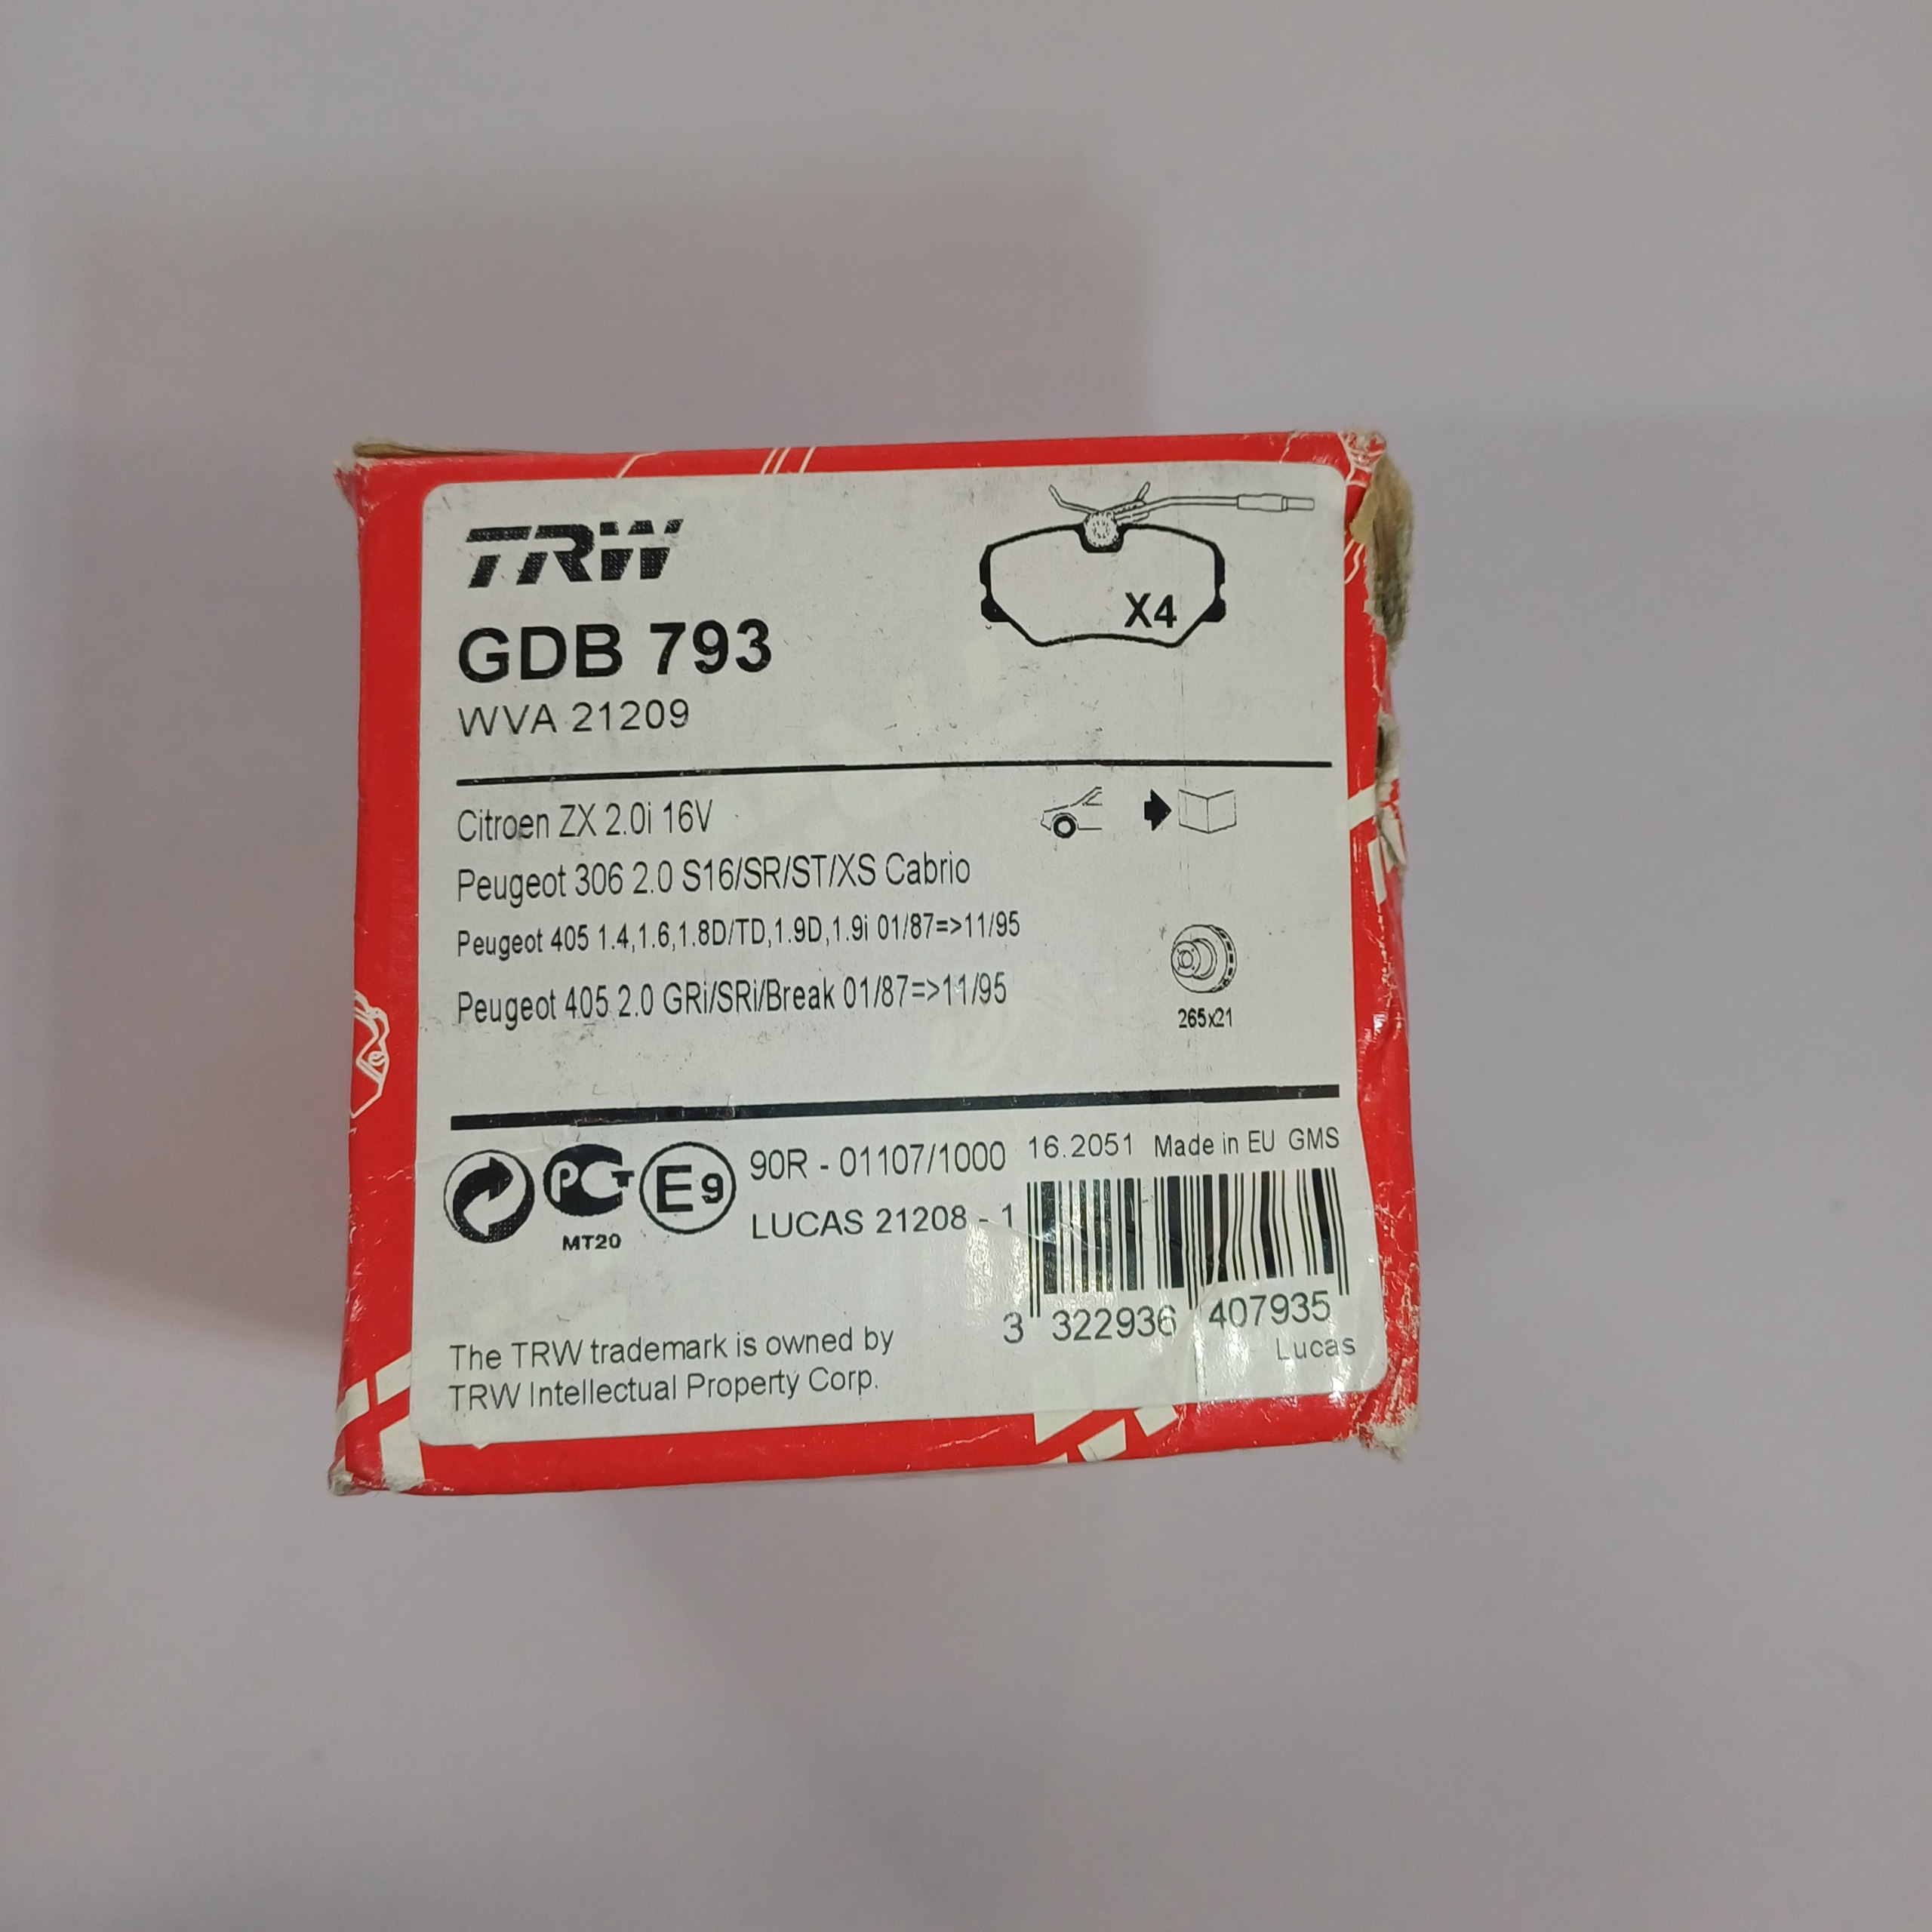 TRW
GDB 793
WVA 21209
X4
Citroen ZX 2.0i 16V
Peugeot 306 2.0 S16/SR/ST/XS Cabrio
Peugeot 405 1.4,1.6,1.8D/TD,1.9D,1.9i 01/87=>11/95
Peugeot 405 2.0 GRi/SRi/Break 01/87=>11/95
265x21
РСТ
MT20
E9
90R - 01107/1000
16.2051 Made in EU GMS
LUCAS 21208 - 1
3 322936 407935
Lucas
The TRW trademark is owned by
TRW Intellectual Property Corp.